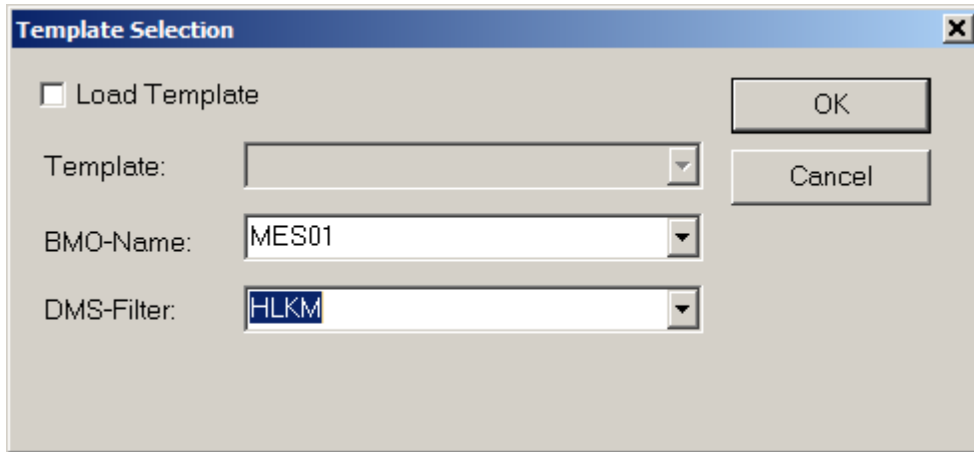 Template Selection
Load Template
OK
Template:
Cancel
BMO-Name: MES01
DMS-Filter: HLKM